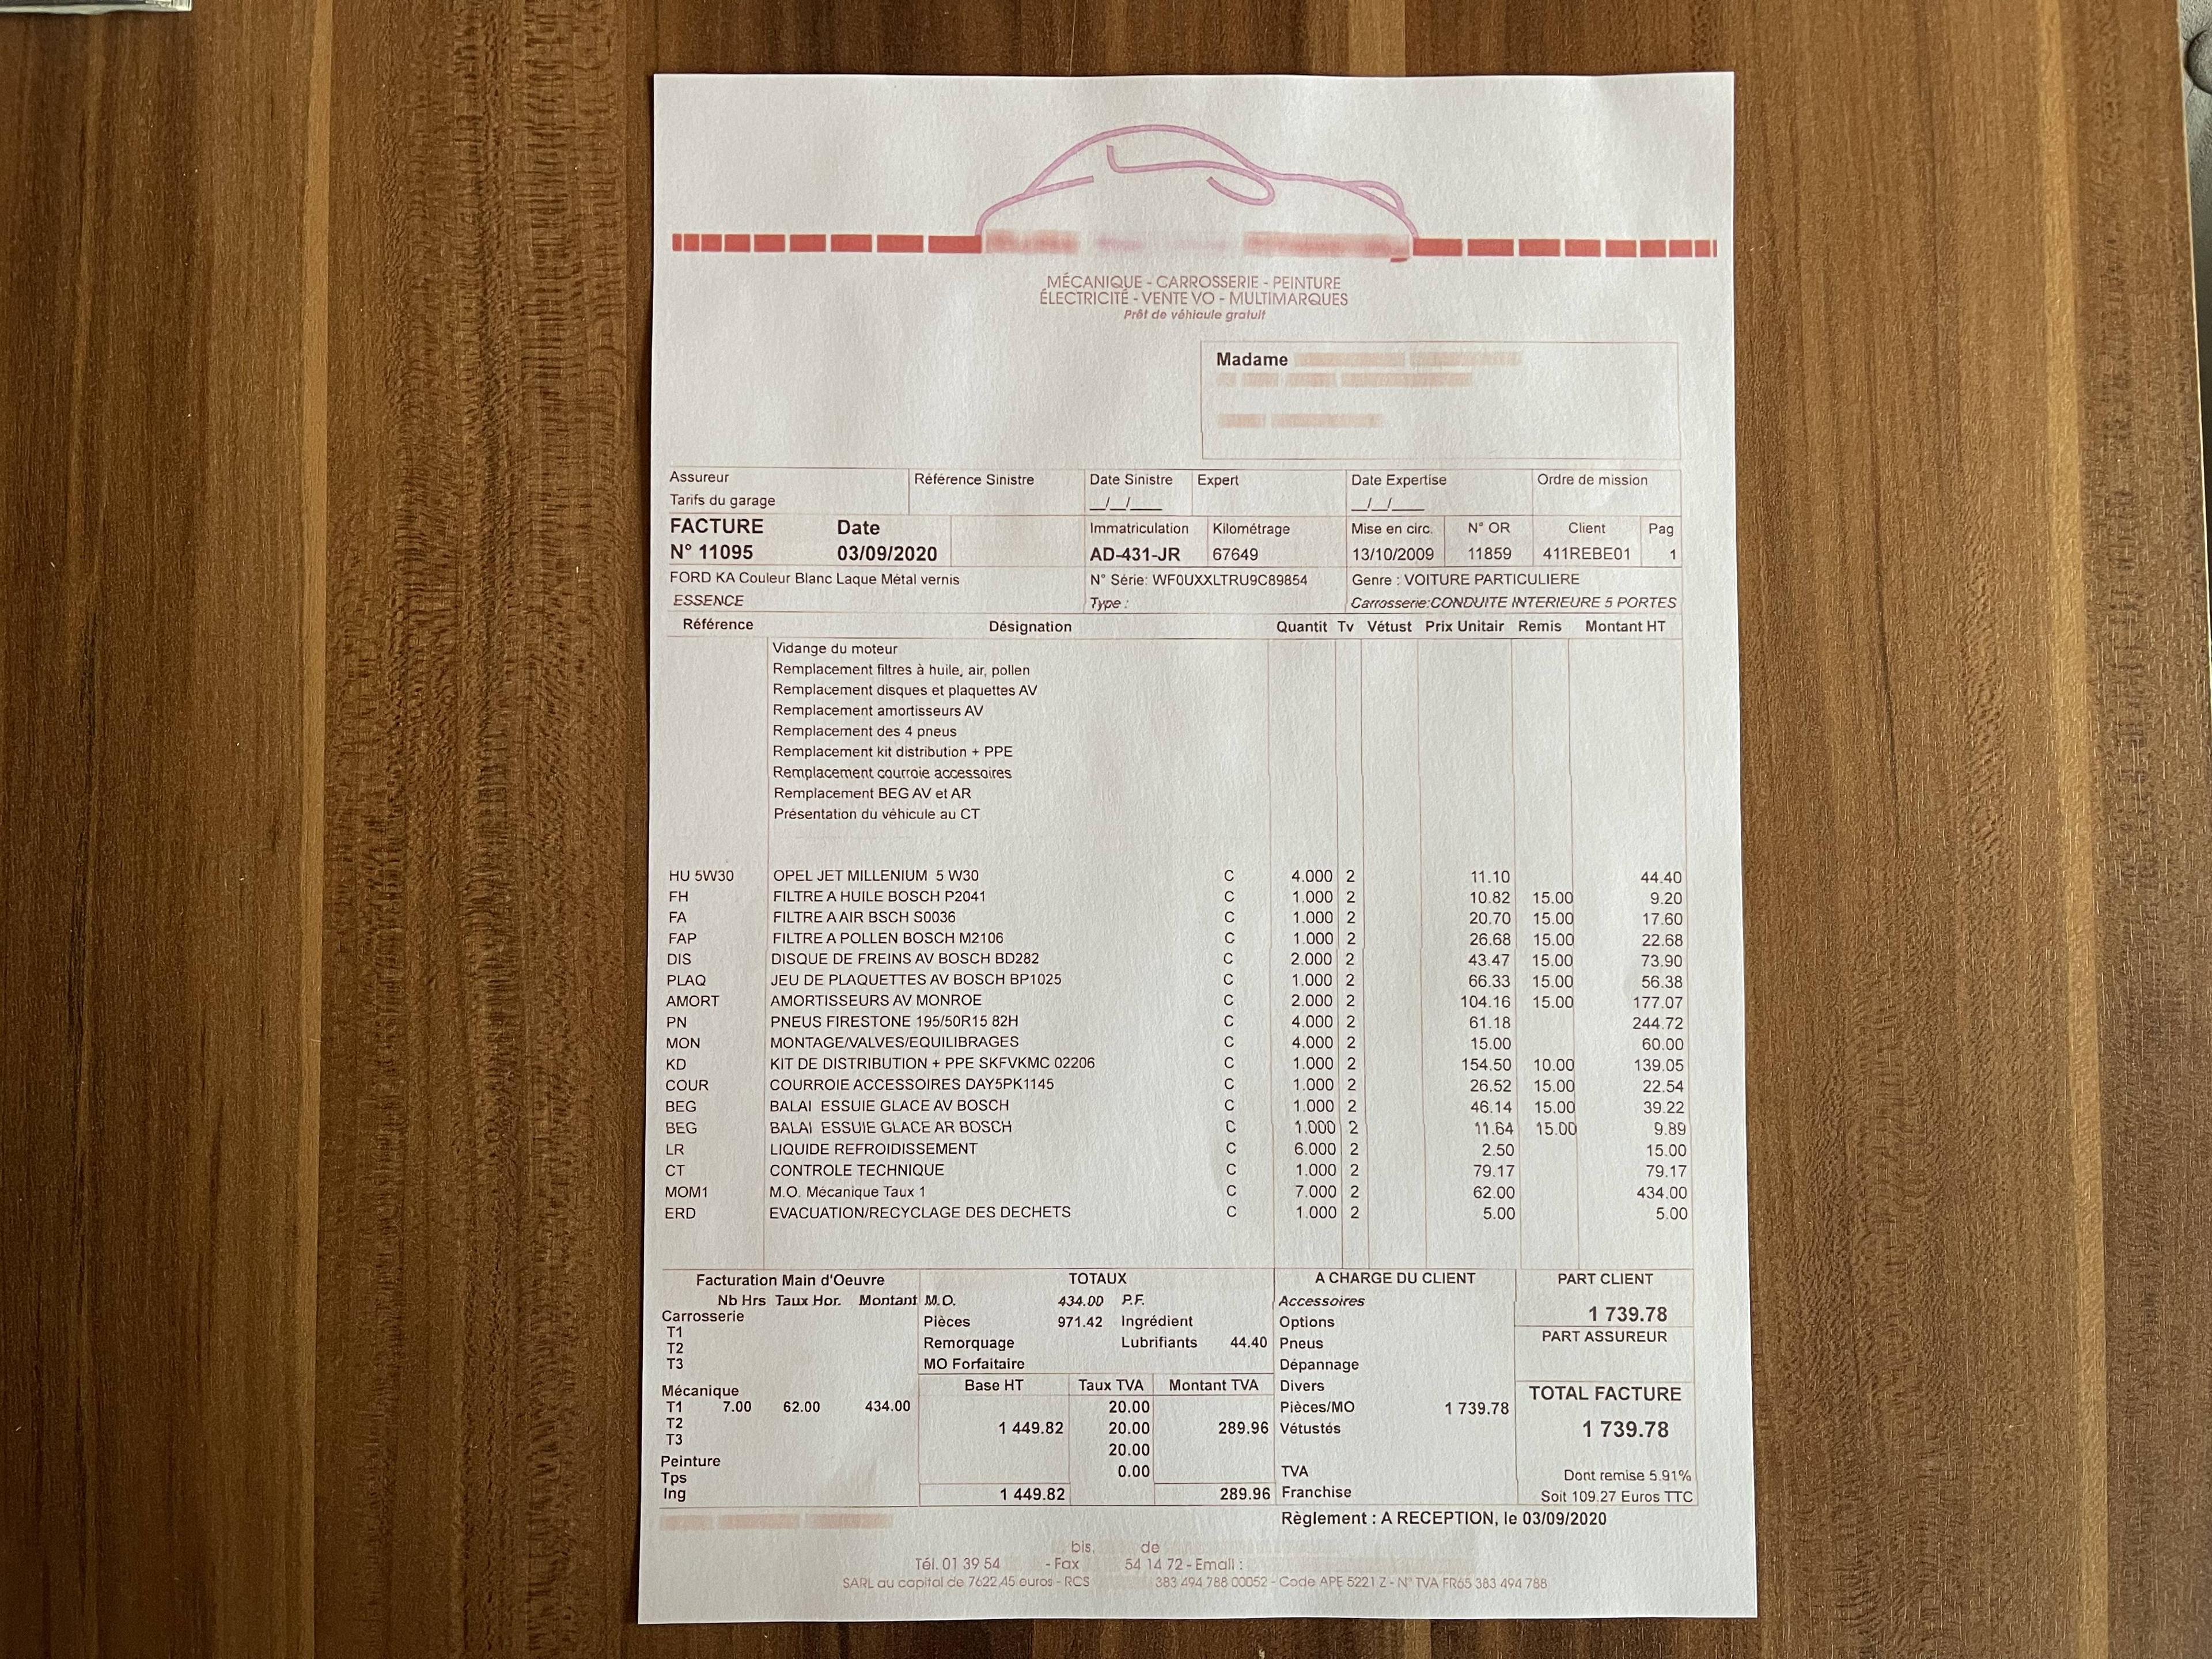 MÉCANIQUE - CARROSSERIE - PEINTURE
ÉLECTRICITÉ - VENTE VO - MULTIMARQUES
Prêt de véhicule gratuit
Madame
Assureur Référence Sinistre Date Sinistre Expert Date Expertise Ordre de mission
Tarifs du garage __/__/____ __/__/____
FACTURE Date Immatriculation Kilométrage Mise en circ. N° OR Client Pag
N° 11095 03/09/2020 AD-431-JR 67649 13/10/2009 11859 411REBE01 1
FORD KA Couleur Blanc Laque Métal vernis N° Série: WF0UXXLTRU9C89854 Genre : VOITURE PARTICULIERE
ESSENCE Type : Carrosserie:CONDUITE INTERIEURE 5 PORTES
Référence Désignation Quantit Tv Vétust Prix Unitair Remis Montant HT
Vidange du moteur
Remplacement filtres à huile, air, pollen
Remplacement disques et plaquettes AV
Remplacement amortisseurs AV
Remplacement des 4 pneus
Remplacement kit distribution + PPE
Remplacement courroie accessoires
Remplacement BEG AV et AR
Présentation du véhicule au CT
HU 5W30 OPEL JET MILLENIUM 5 W30 C 4.000 2 11.10 44.40
FH FILTRE A HUILE BOSCH P2041 C 1.000 2 10.82 15.00 9.20
FA FILTRE A AIR BSCH S0036 C 1.000 2 20.70 15.00 17.60
FAP FILTRE A POLLEN BOSCH M2106 C 1.000 2 26.68 15.00 22.68
DIS DISQUE DE FREINS AV BOSCH BD282 C 2.000 2 43.47 15.00 73.90
PLAQ JEU DE PLAQUETTES AV BOSCH BP1025 C 1.000 2 66.33 15.00 56.38
AMORT AMORTISSEURS AV MONROE C 2.000 2 104.16 15.00 177.07
PN PNEUS FIRESTONE 195/50R15 82H C 4.000 2 61.18 244.72
MON MONTAGE/VALVES/EQUILIBRAGES C 4.000 2 15.00 60.00
KD KIT DE DISTRIBUTION + PPE SKFVKMC 02206 C 1.000 2 154.50 10.00 139.05
COUR COURROIE ACCESSOIRES DAY5PK1145 C 1.000 2 26.52 15.00 22.54
BEG BALAI ESSUIE GLACE AV BOSCH C 1.000 2 46.14 15.00 39.22
BEG BALAI ESSUIE GLACE AR BOSCH C 1.000 2 11.64 15.00 9.89
LR LIQUIDE REFROIDISSEMENT C 6.000 2 2.50 15.00
CT CONTROLE TECHNIQUE C 1.000 2 79.17 79.17
MOM1 M.O. Mécanique Taux 1 C 7.000 2 62.00 434.00
ERD EVACUATION/RECYCLAGE DES DECHETS C 1.000 2 5.00 5.00
Facturation Main d'Oeuvre TOTAUX A CHARGE DU CLIENT PART CLIENT
Nb Hrs Taux Hor. Montant M.O. 434.00 P.F. Accessoires
Carrosserie Pièces 971.42 Ingrédient Options 1 739.78
T1
T2 Remorquage Lubrifiants 44.40 Pneus PART ASSUREUR
T3 MO Forfaitaire Dépannage
Base HT Taux TVA Montant TVA Divers TOTAL FACTURE
Mécanique
T1 7.00 62.00 434.00 20.00 Pièces/MO 1 739.78
T2 1 449.82 20.00 289.96 Vétustés 1 739.78
T3 20.00
Peinture
Tps 0.00 TVA Dont remise 5.91%
Ing 1 449.82 289.96 Franchise Soit 109.27 Euros TTC
Règlement : A RECEPTION, le 03/09/2020
bis, de
Tél. 01 39 54 - Fax 54 14 72 - Email :
SARL au capital de 7622,45 euros - RCS 383 494 788 00052 - Code APE 5221 Z - N° TVA FR65 383 494 788